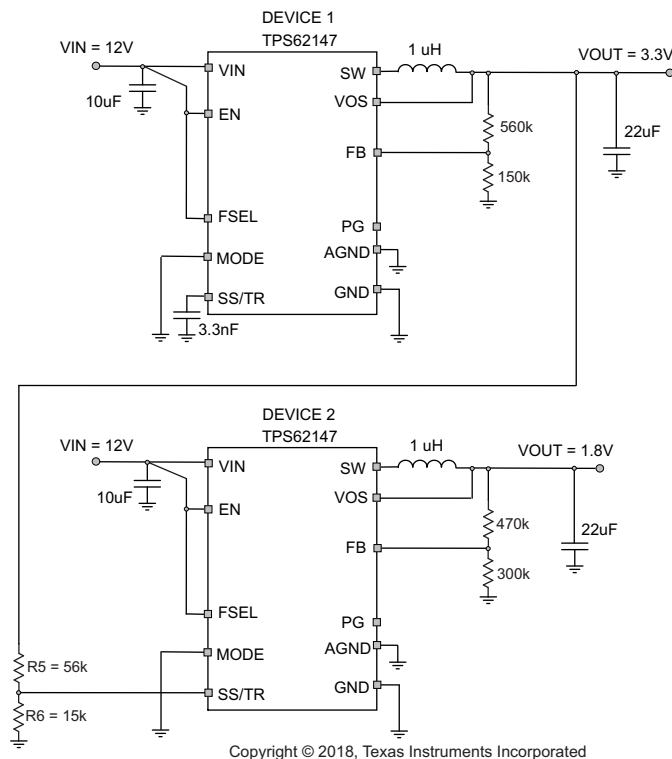 DEVICE 1
TPS62147
VIN = 12V
VIN
10uF
EN
FSEL
MODE
SS/TR
3.3nF
SW
1 uH
VOUT = 3.3V
VOS
560k
22uF
FB
150k
PG
AGND
GND
DEVICE 2
TPS62147
VIN = 12V
VIN
10uF
EN
FSEL
MODE
SS/TR
R5 = 56k
R6 = 15k
SW
1 uH
VOUT = 1.8V
VOS
470k
22uF
FB
300k
PG
AGND
GND
Copyright © 2018, Texas Instruments Incorporated